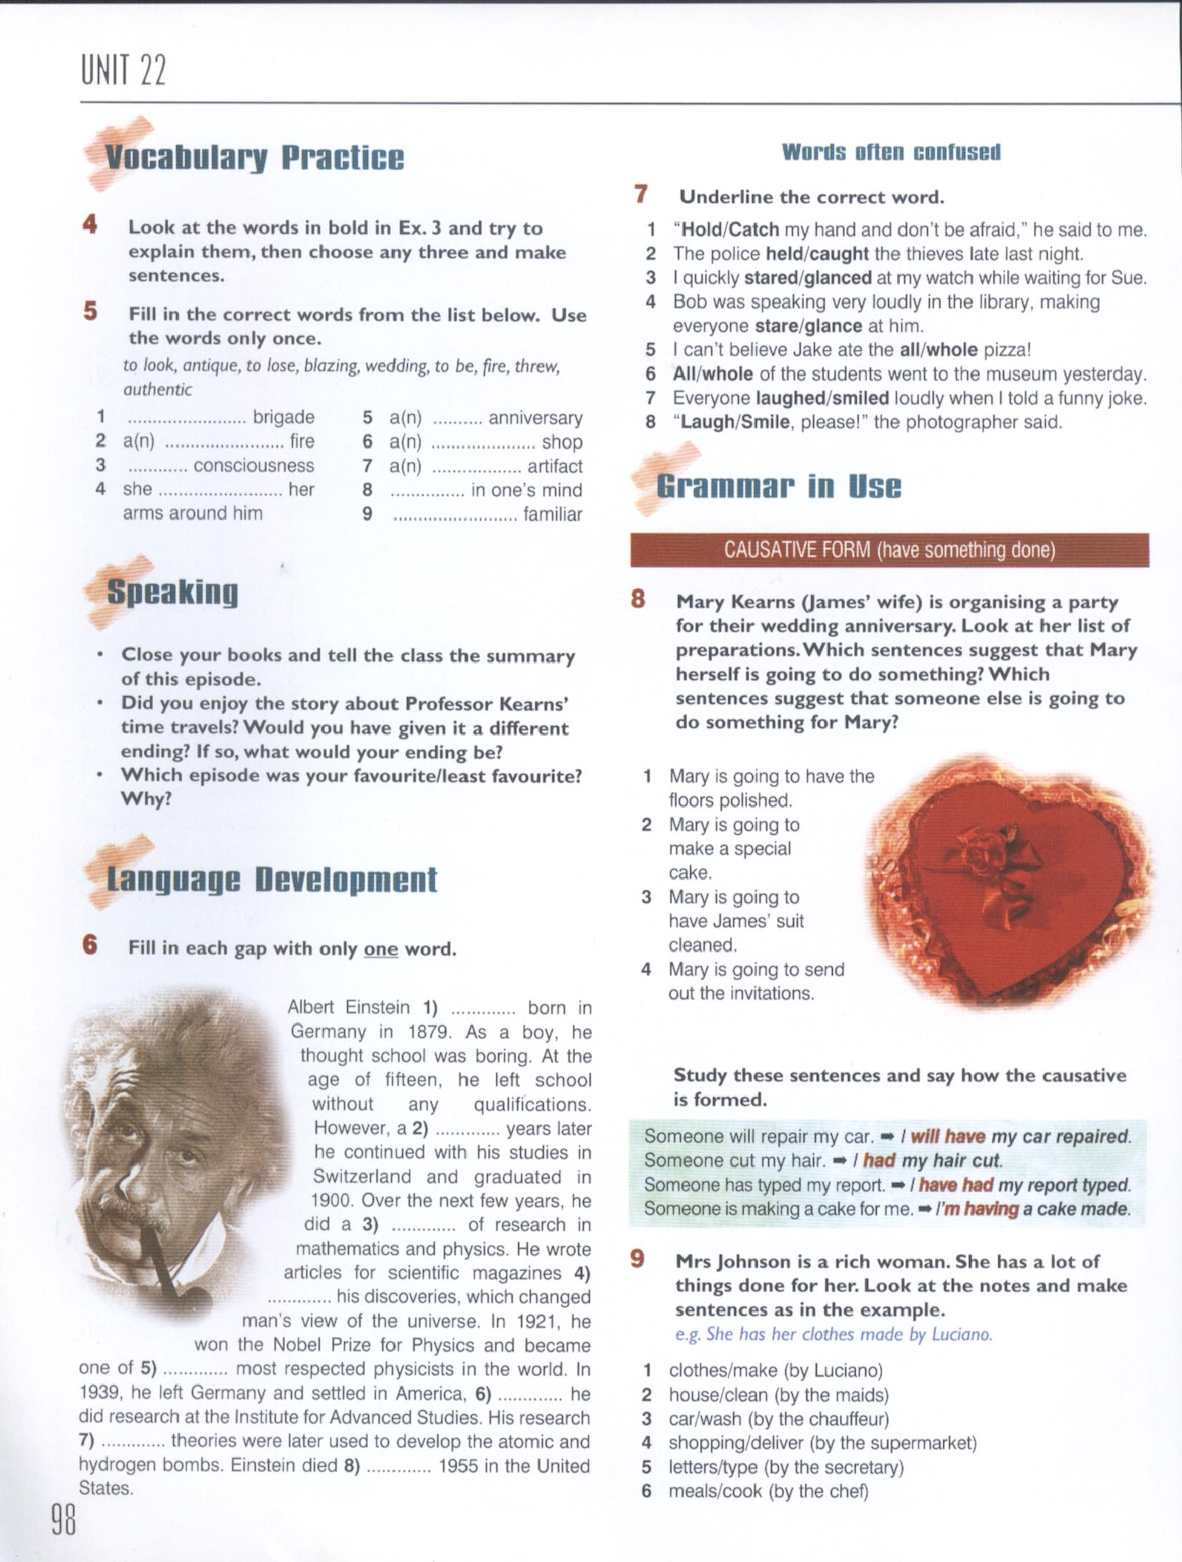 UNIT 22
Vocabulary Practice
4 Look at the words in bold in Ex. 3 and try to
explain them, then choose any three and make
sentences.
5 Fill in the correct words from the list below. Use
the words only once.
to look, antique, to lose, blazing, wedding, to be, fire, threw,
authentic
1 ....................... brigade
2 a(n) ....................... fire
3 ............ consciousness
4 she ........................ her
arms around him
5 a(n) .......... anniversary
6 a(n) ..................... shop
7 a(n) .................. artifact
8 ............... in one's mind
9 ......................... familiar
Speaking
• Close your books and tell the class the summary
of this episode.
• Did you enjoy the story about Professor Kearns'
time travels? Would you have given it a different
ending? If so, what would your ending be?
• Which episode was your favourite/least favourite?
Why?
Language Development
6 Fill in each gap with only one word.
Albert Einstein 1) ............. born in
Germany in 1879. As a boy, he
thought school was boring. At the
age of fifteen, he left school
without any qualifications.
However, a 2) ............. years later
he continued with his studies in
Switzerland and graduated in
1900. Over the next few years, he
did a 3) ............. of research in
mathematics and physics. He wrote
articles for scientific magazines 4)
............. his discoveries, which changed
man's view of the universe. In 1921, he
won the Nobel Prize for Physics and became
one of 5) ............. most respected physicists in the world. In
1939, he left Germany and settled in America, 6) ............. he
did research at the Institute for Advanced Studies. His research
7) ............. theories were later used to develop the atomic and
hydrogen bombs. Einstein died 8) ............. 1955 in the United
States.
98
Words often confused
7 Underline the correct word.
1 "Hold/Catch my hand and don't be afraid," he said to me.
2 The police held/caught the thieves late last night.
3 I quickly stared/glanced at my watch while waiting for Sue.
4 Bob was speaking very loudly in the library, making
everyone stare/glance at him.
5 I can't believe Jake ate the all/whole pizza!
6 All/whole of the students went to the museum yesterday.
7 Everyone laughed/smiled loudly when I told a funny joke.
8 "Laugh/Smile, please!" the photographer said.
Grammar in Use
CAUSATIVE FORM (have something done)
8 Mary Kearns (James' wife) is organising a party
for their wedding anniversary. Look at her list of
preparations. Which sentences suggest that Mary
herself is going to do something? Which
sentences suggest that someone else is going to
do something for Mary?
1 Mary is going to have the
floors polished.
2 Mary is going to
make a special
cake.
3 Mary is going to
have James' suit
cleaned.
4 Mary is going to send
out the invitations.
Study these sentences and say how the causative
is formed.
Someone will repair my car. ➡ I will have my car repaired.
Someone cut my hair. ➡ I had my hair cut.
Someone has typed my report. ➡ I have had my report typed.
Someone is making a cake for me. ➡ I'm having a cake made.
9 Mrs Johnson is a rich woman. She has a lot of
things done for her. Look at the notes and make
sentences as in the example.
e.g. She has her clothes made by Luciano.
1 clothes/make (by Luciano)
2 house/clean (by the maids)
3 car/wash (by the chauffeur)
4 shopping/deliver (by the supermarket)
5 letters/type (by the secretary)
6 meals/cook (by the chef)